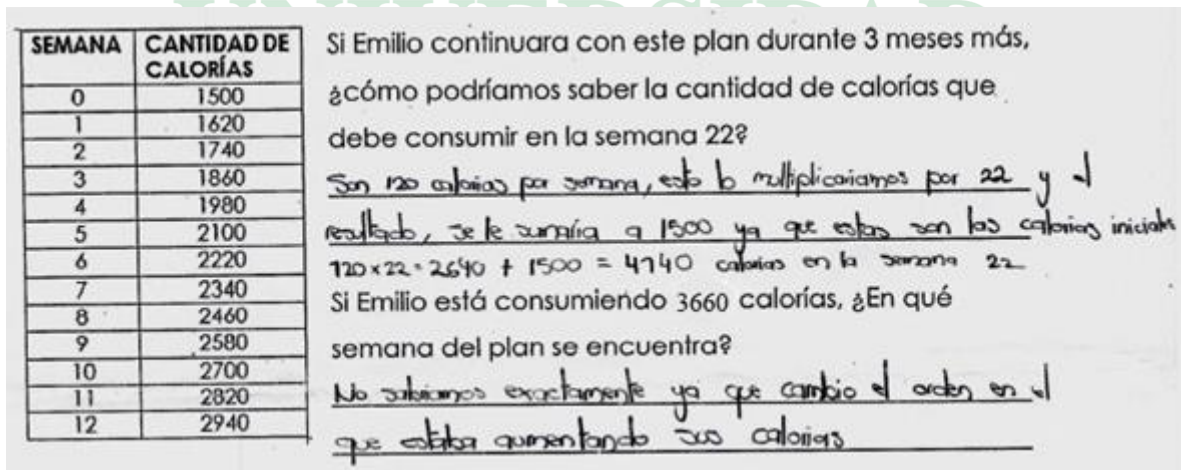 UNIVERSIDAD
SEMANA CANTIDAD DE CALORÍAS
0 1500
1 1620
2 1740
3 1860
4 1980
5 2100
6 2220
7 2340
8 2460
9 2580
10 2700
11 2820
12 2940
Si Emilio continuara con este plan durante 3 meses más,
¿cómo podríamos saber la cantidad de calorías que
debe consumir en la semana 22?
Son 120 calorias por semana, esto lo multiplicariamos por 22 y el
resultado, se le sumaría a 1500 ya que estas son las calorias iniciales
120 x 22 = 2640 + 1500 = 4140 calorias en la semana 22
Si Emilio está consumiendo 3660 calorías, ¿En qué
semana del plan se encuentra?
No sabriamos exactamente ya que cambio el orden en el
que estaba aumentando sus calorias